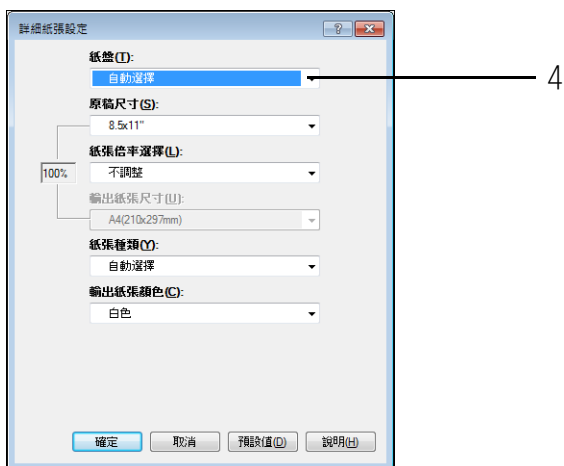 詳細紙張設定
紙盤(T):
自動選擇
4
原稿尺寸(S):
8.5x11"
紙張倍率選擇(L):
100%
不調整
輸出紙張尺寸(U):
A4(210x297mm)
紙張種類(Y):
自動選擇
輸出紙張顏色(C):
白色
確定 取消 預設值(D) 說明(H)